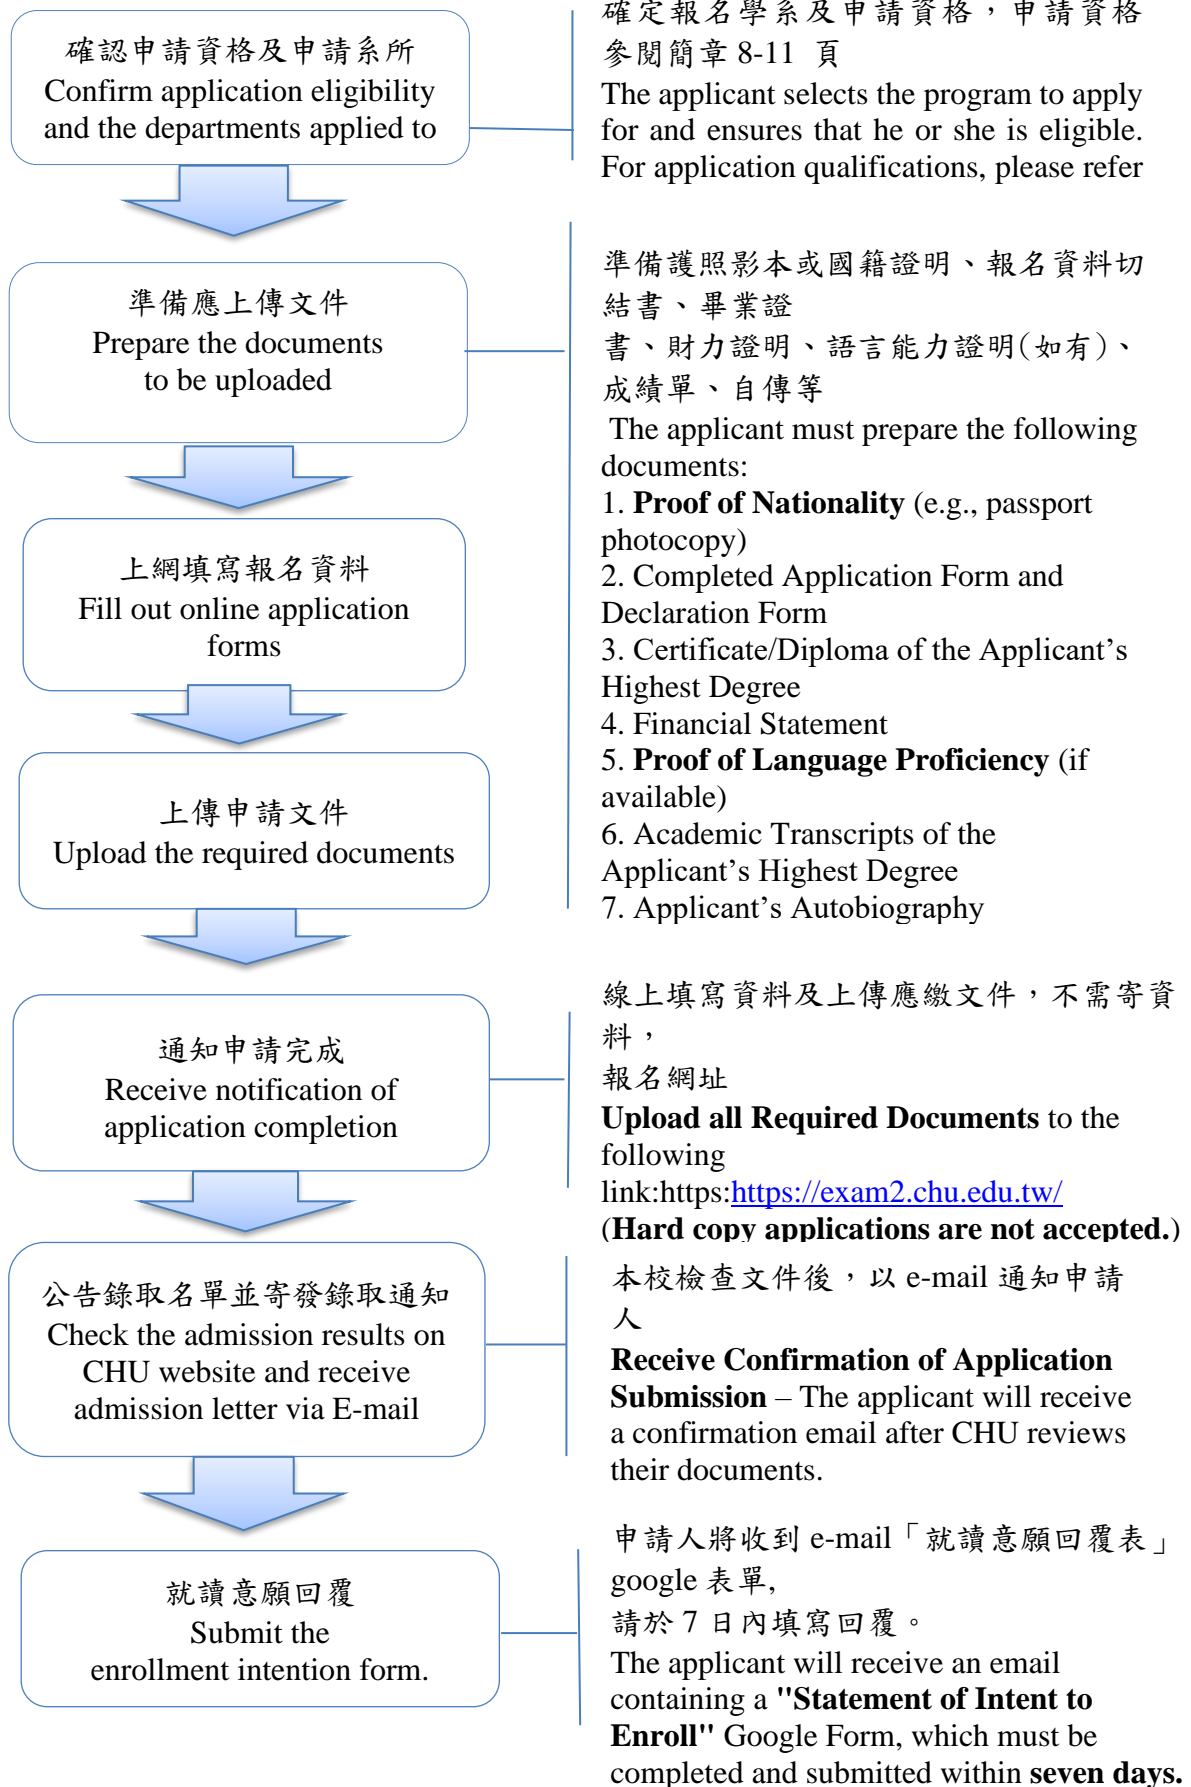 確認申請資格及申請系所
Confirm application eligibility
and the departments applied to
確定報名學系及申請資格，申請資格
參閱簡章 8-11 頁
The applicant selects the program to apply
for and ensures that he or she is eligible.
For application qualifications, please refer
準備應上傳文件
Prepare the documents
to be uploaded
準備護照影本或國籍證明、報名資料切
結書、畢業證
書、財力證明、語言能力證明(如有)、
成績單、自傳等
The applicant must prepare the following
documents:
1. Proof of Nationality (e.g., passport
photocopy)
2. Completed Application Form and
Declaration Form
3. Certificate/Diploma of the Applicant’s
Highest Degree
4. Financial Statement
5. Proof of Language Proficiency (if
available)
6. Academic Transcripts of the
Applicant’s Highest Degree
7. Applicant’s Autobiography
上網填寫報名資料
Fill out online application
forms
上傳申請文件
Upload the required documents
通知申請完成
Receive notification of
application completion
線上填寫資料及上傳應繳文件，不需寄資
料，
報名網址
Upload all Required Documents to the
following
link:https:https://exam2.chu.edu.tw/
(Hard copy applications are not accepted.)
公告錄取名單並寄發錄取通知
Check the admission results on
CHU website and receive
admission letter via E-mail
本校檢查文件後，以 e-mail 通知申請
人
Receive Confirmation of Application
Submission – The applicant will receive
a confirmation email after CHU reviews
their documents.
就讀意願回覆
Submit the
enrollment intention form.
申請人將收到 e-mail「就讀意願回覆表」
google 表單,
請於 7 日內填寫回覆。
The applicant will receive an email
containing a "Statement of Intent to
Enroll" Google Form, which must be
completed and submitted within seven days.